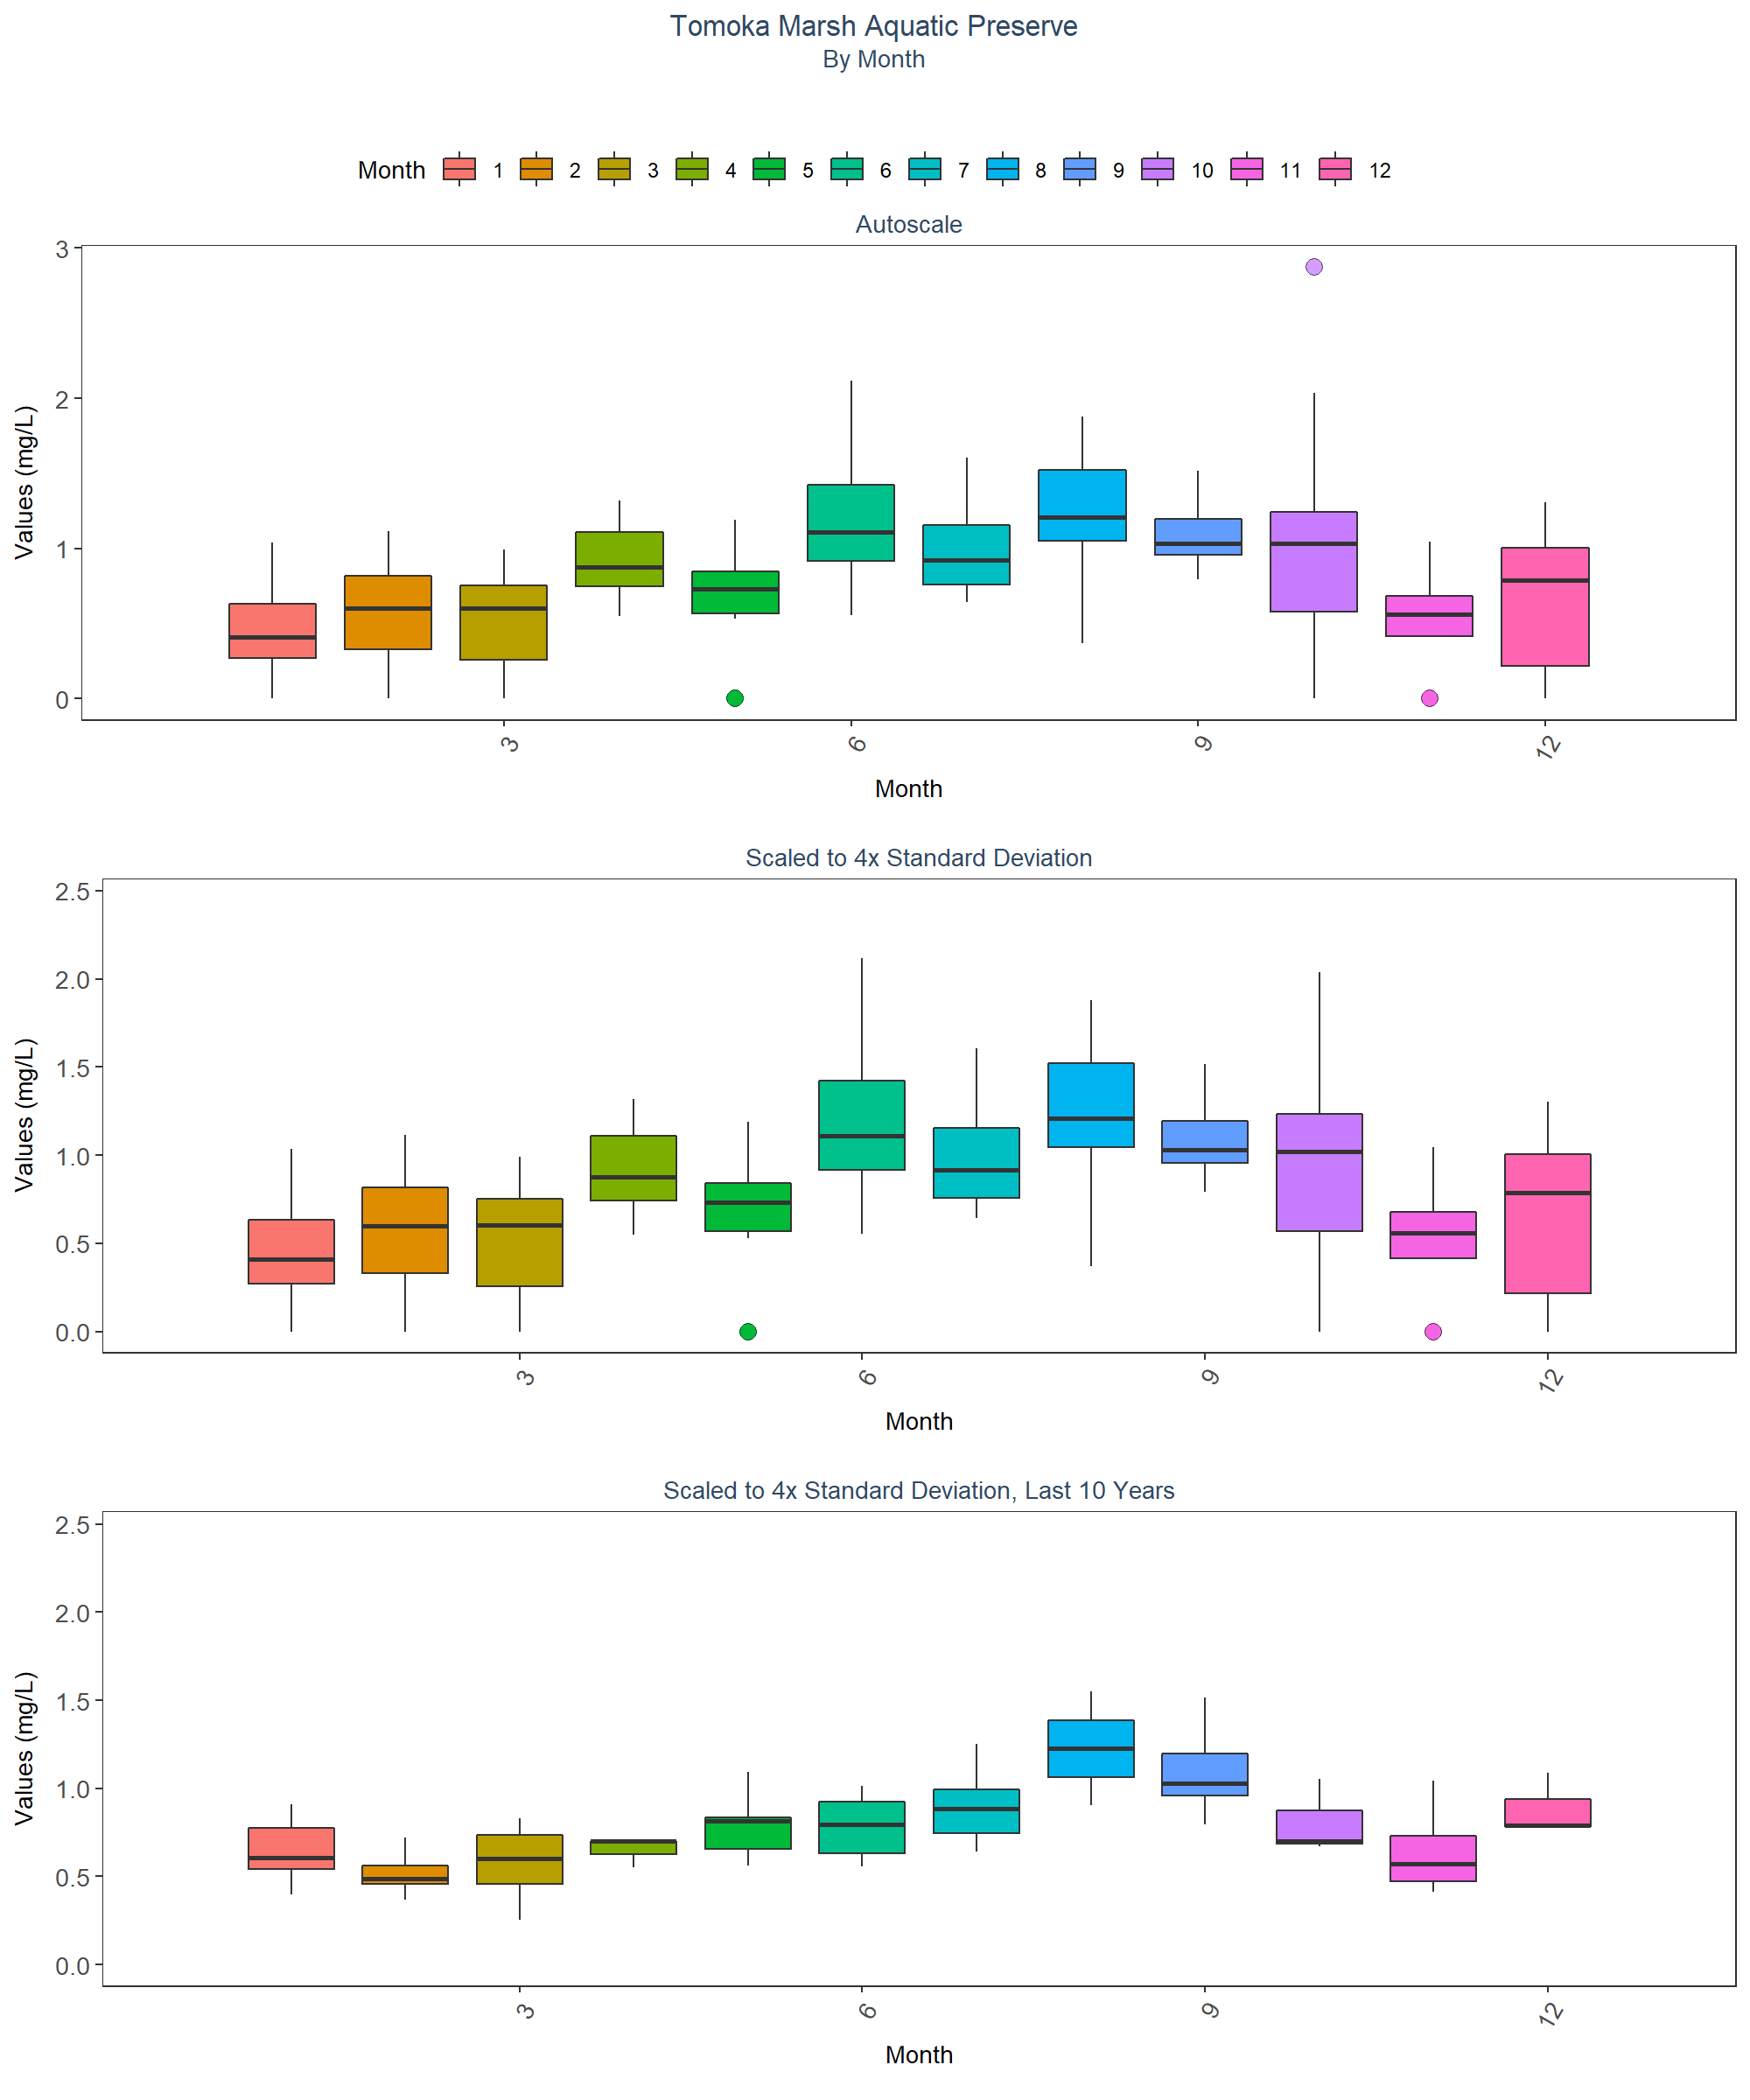 Tomoka Marsh Aquatic Preserve
By Month
Month 1 2 3 4 5 6 7 8 9 10 11 12
Autoscale
Values (mg/L)
3
2
1
0
3 6 9 12
Month
Scaled to 4x Standard Deviation
Values (mg/L)
2.5
2.0
1.5
1.0
0.5
0.0
3 6 9 12
Month
Scaled to 4x Standard Deviation, Last 10 Years
Values (mg/L)
2.5
2.0
1.5
1.0
0.5
0.0
3 6 9 12
Month